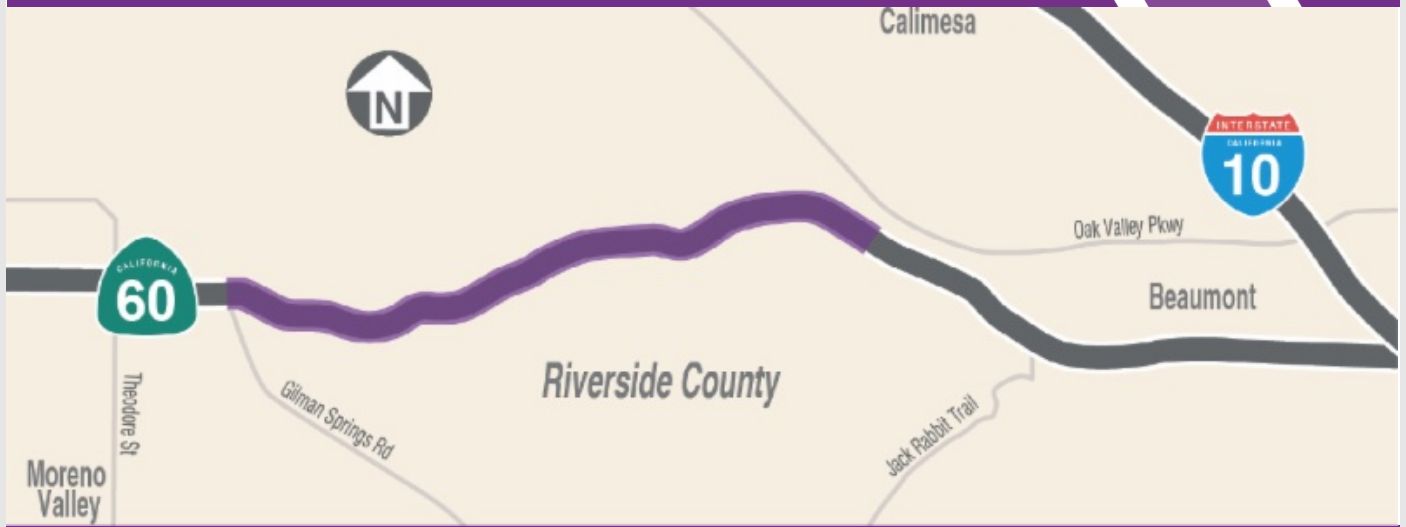 Calimesa
N
INTERSTATE
CALIFORNIA
10
Oak Valley Pkwy
CALIFORNIA
60
Beaumont
Riverside County
Theodore St
Gilman Springs Rd
Jack Rabbit Trail
Moreno
Valley